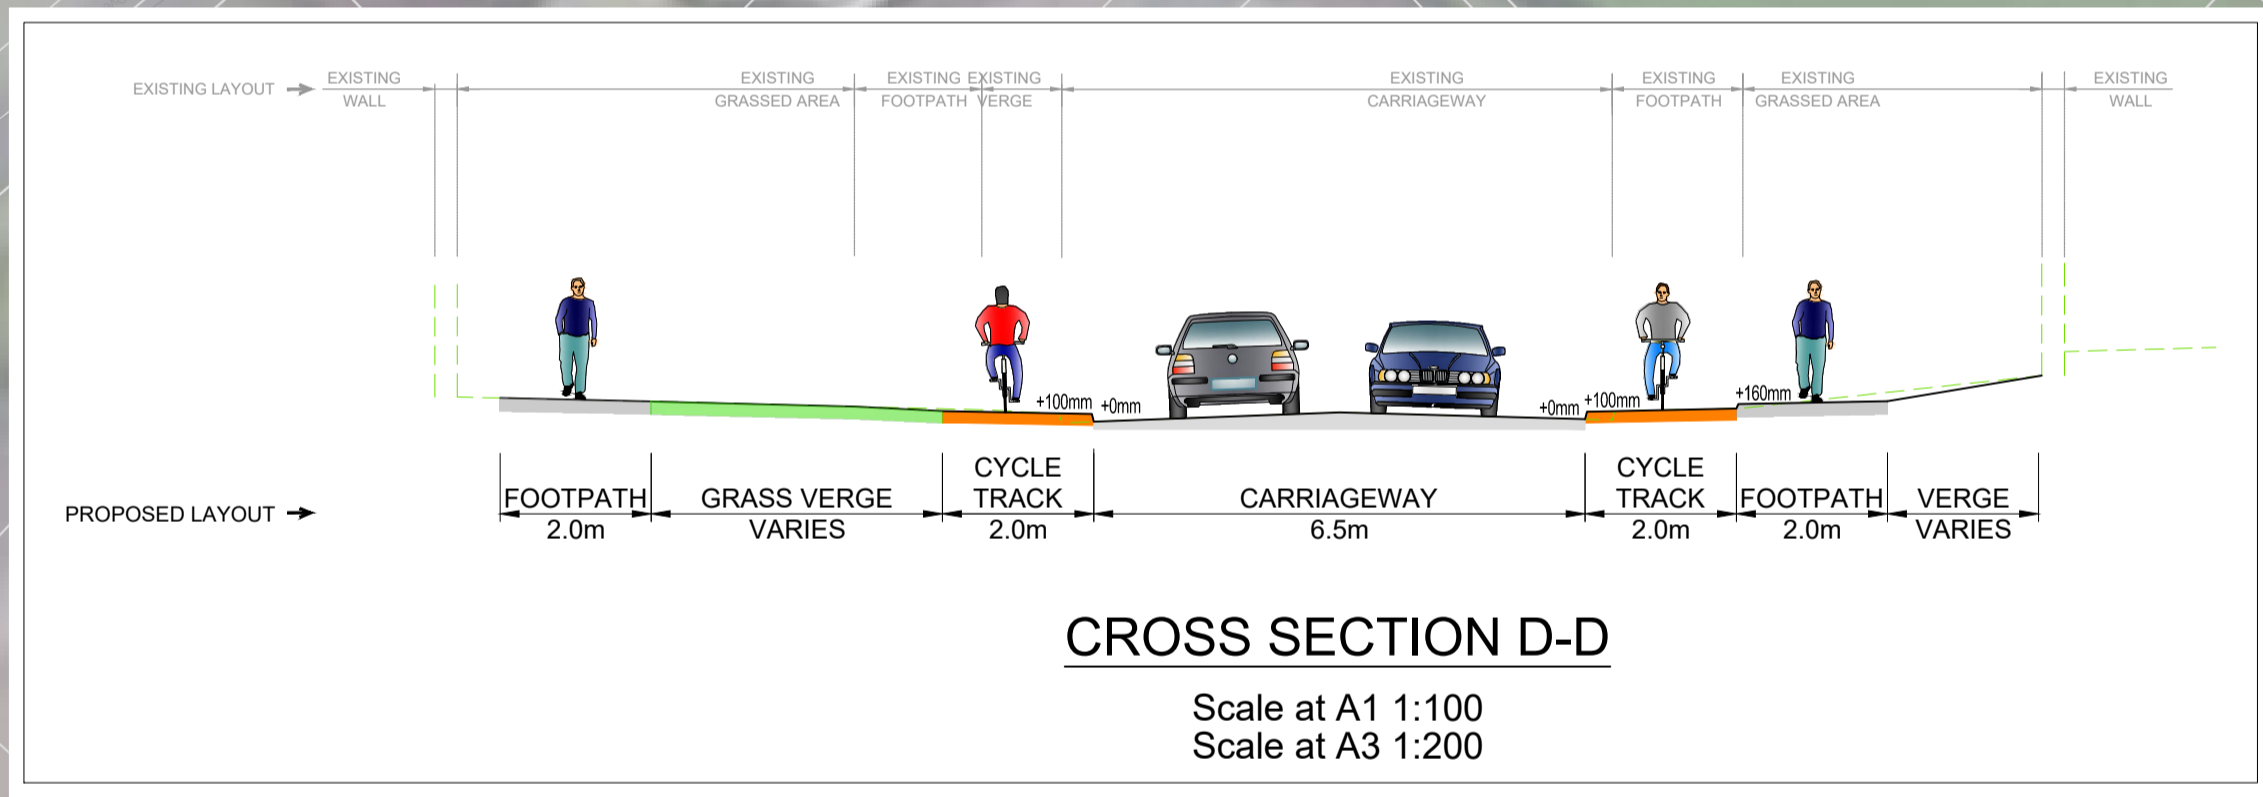 EXISTING LAYOUT
EXISTING
WALL
EXISTING
GRASSED AREA
EXISTING
FOOTPATH
EXISTING
VERGE
EXISTING
CARRIAGEWAY
EXISTING
FOOTPATH
EXISTING
GRASSED AREA
EXISTING
WALL
+100mm
+0mm
+0mm
+100mm
+160mm
PROPOSED LAYOUT
FOOTPATH
2.0m
GRASS VERGE
VARIES
CYCLE
TRACK
2.0m
CARRIAGEWAY
6.5m
CYCLE
TRACK
2.0m
FOOTPATH
2.0m
VERGE
VARIES
CROSS SECTION D-D
Scale at A1 1:100
Scale at A3 1:200